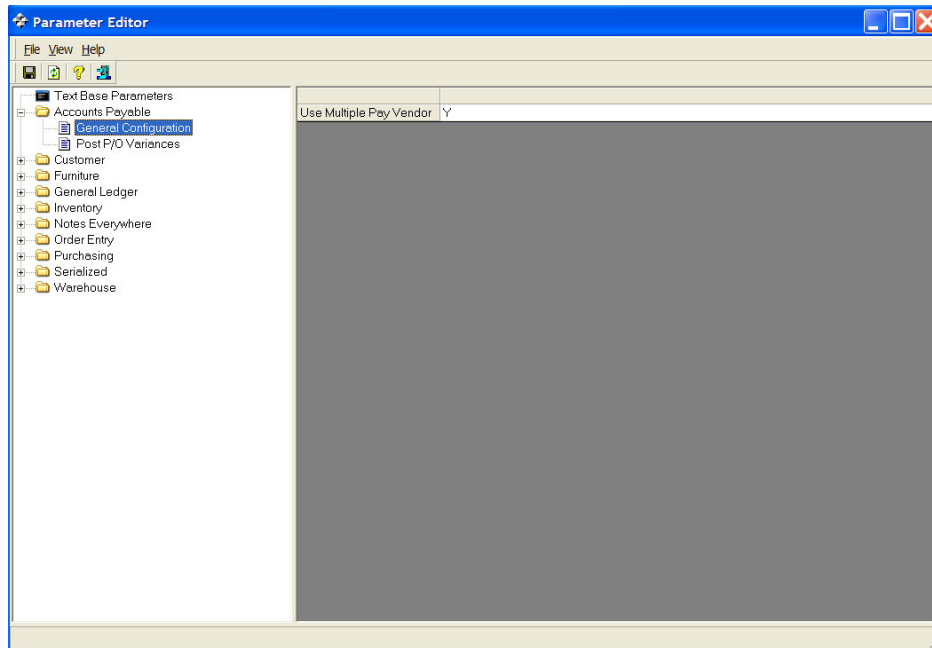 Parameter Editor
File View Help
Text Base Parameters
Accounts Payable
General Configuration
Post P/O Variances
Customer
Furniture
General Ledger
Inventory
Notes Everywhere
Order Entry
Purchasing
Serialized
Warehouse
Use Multiple Pay Vendor Y